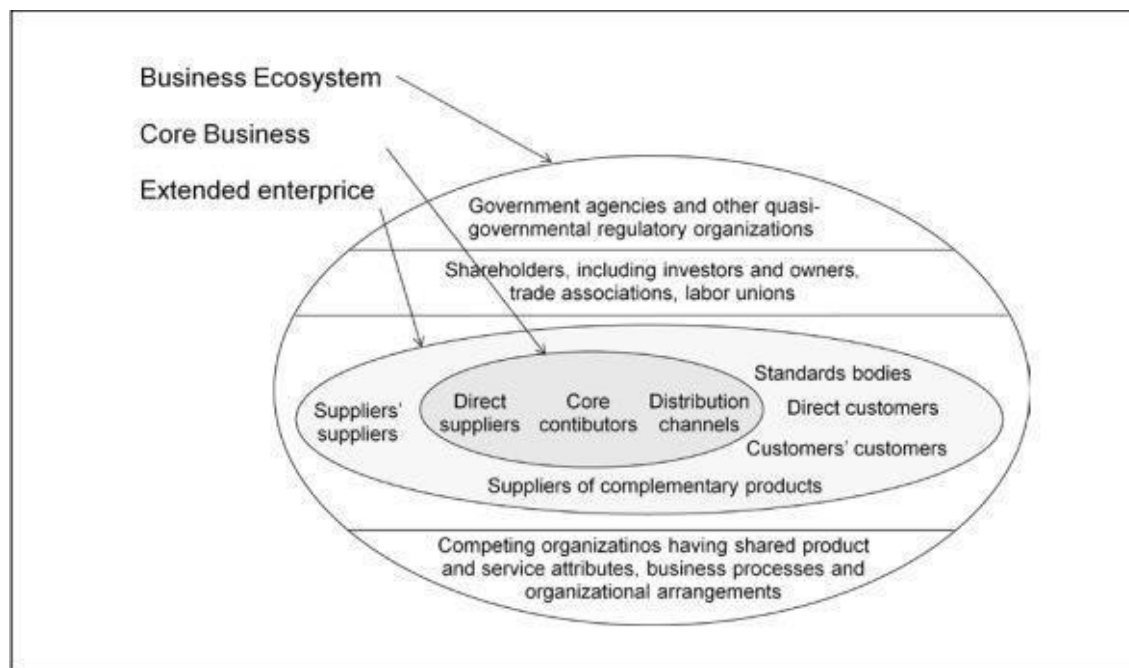 Business Ecosystem
Core Business
Extended enterprice
Government agencies and other quasi-
governmental regulatory organizations
Shareholders, including investors and owners,
trade associations, labor unions
Standards bodies
Suppliers'
suppliers
Direct
suppliers
Core
contibutors
Distribution
channels
Direct customers
Customers' customers
Suppliers of complementary products
Competing organizatinos having shared product
and service attributes, business processes and
organizational arrangements